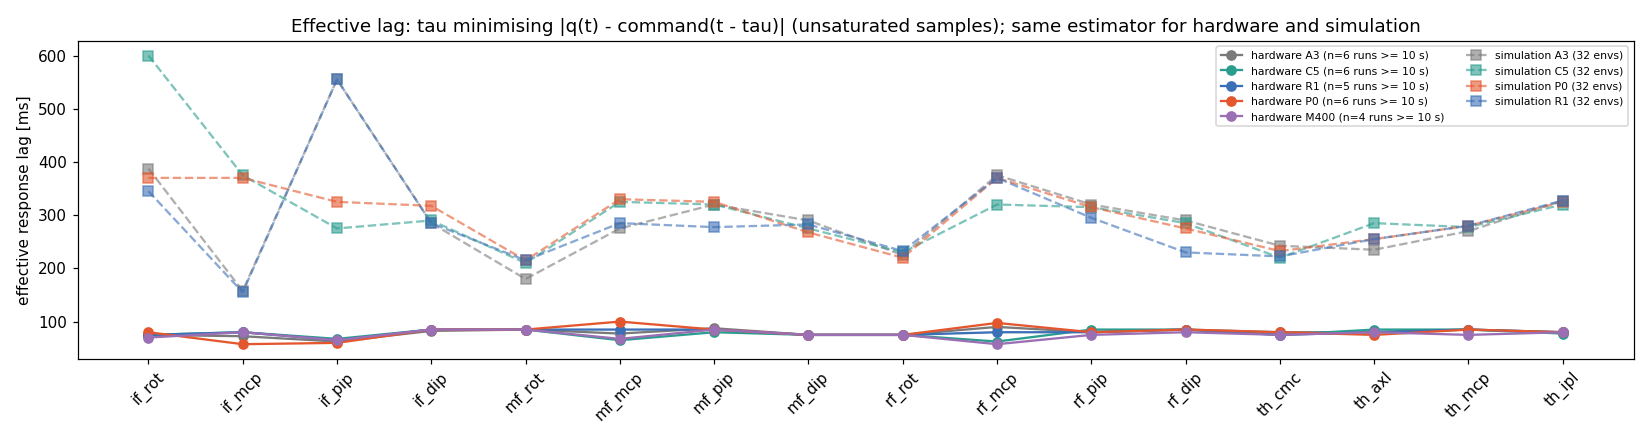 Effective lag: tau minimising |q(t) - command(t - tau)| (unsaturated samples); same estimator for hardware and simulation
effective response lag [ms]
600
500
400
300
200
100
hardware A3 (n=6 runs >= 10 s)
hardware C5 (n=6 runs >= 10 s)
hardware R1 (n=5 runs >= 10 s)
hardware P0 (n=6 runs >= 10 s)
hardware M400 (n=4 runs >= 10 s)
simulation A3 (32 envs)
simulation C5 (32 envs)
simulation P0 (32 envs)
simulation R1 (32 envs)
if_rot
if_mcp
if_pip
if_dip
mf_rot
mf_mcp
mf_pip
mf_dip
rf_rot
rf_mcp
rf_pip
rf_dip
th_cmc
th_axl
th_mcp
th_ipl